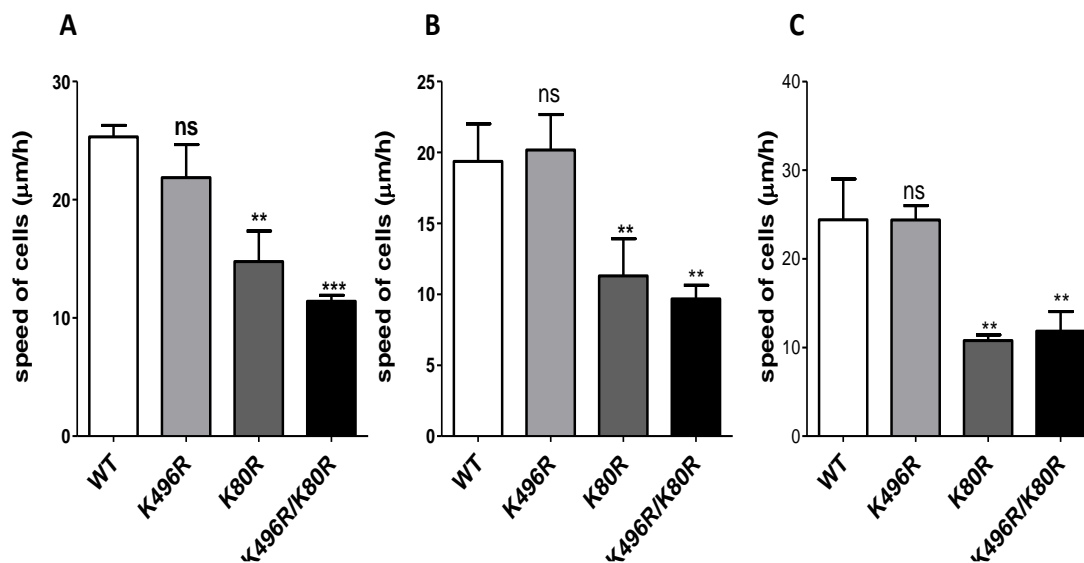 A
speed of cells (μm/h)
30
20
10
0
ns
**
***
WT
K496R
K80R
K496R/K80R
B
speed of cells (μm/h)
25
20
15
10
5
0
ns
**
**
WT
K496R
K80R
K496R/K80R
C
speed of cells (μm/h)
40
30
20
10
0
ns
**
**
WT
K496R
K80R
K496R/K80R